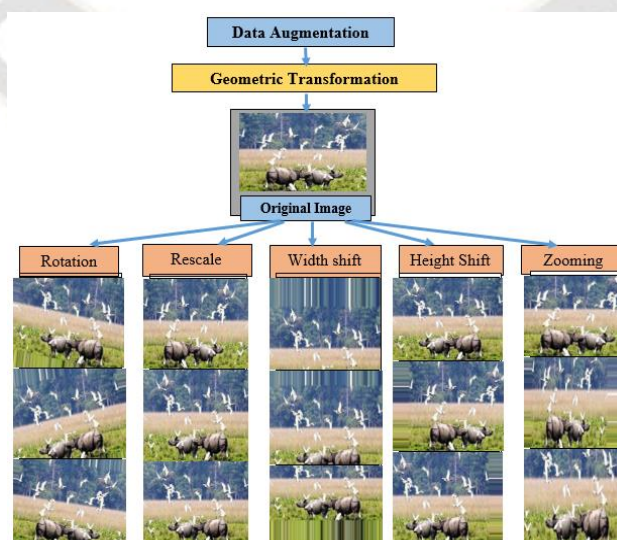 Data Augmentation
Geometric Transformation
Original Image
Rotation
Rescale
Width shift
Height Shift
Zooming